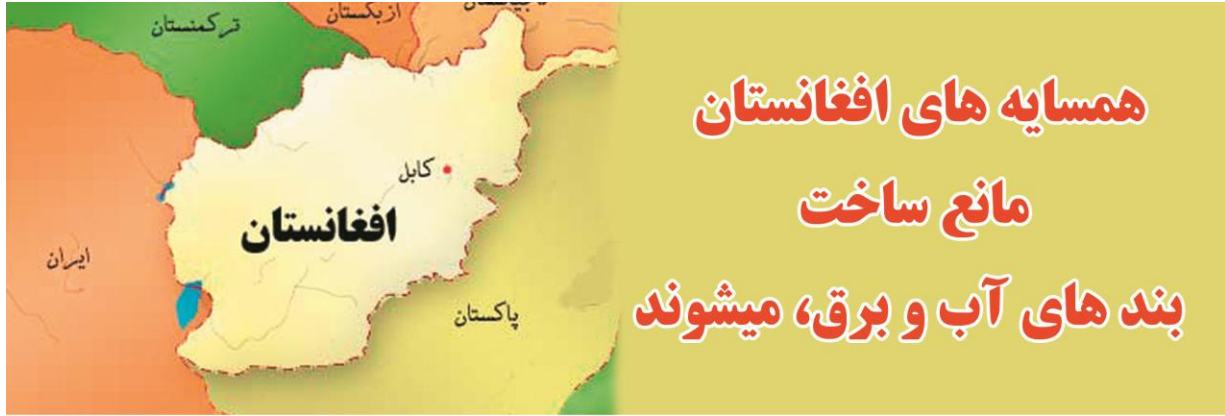 همسایه های افغانستان
مانع ساخت
بند های آب و برق، میشوند
ترکمنستان
ازبکستان
کابل
افغانستان
ایران
پاکستان